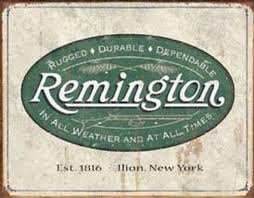 RUGGED ♦ DURABLE ♦ DEPENDABLE
Remington
IN ALL WEATHER AND AT ALL TIMES.
Est. 1816 · Ilion, New York